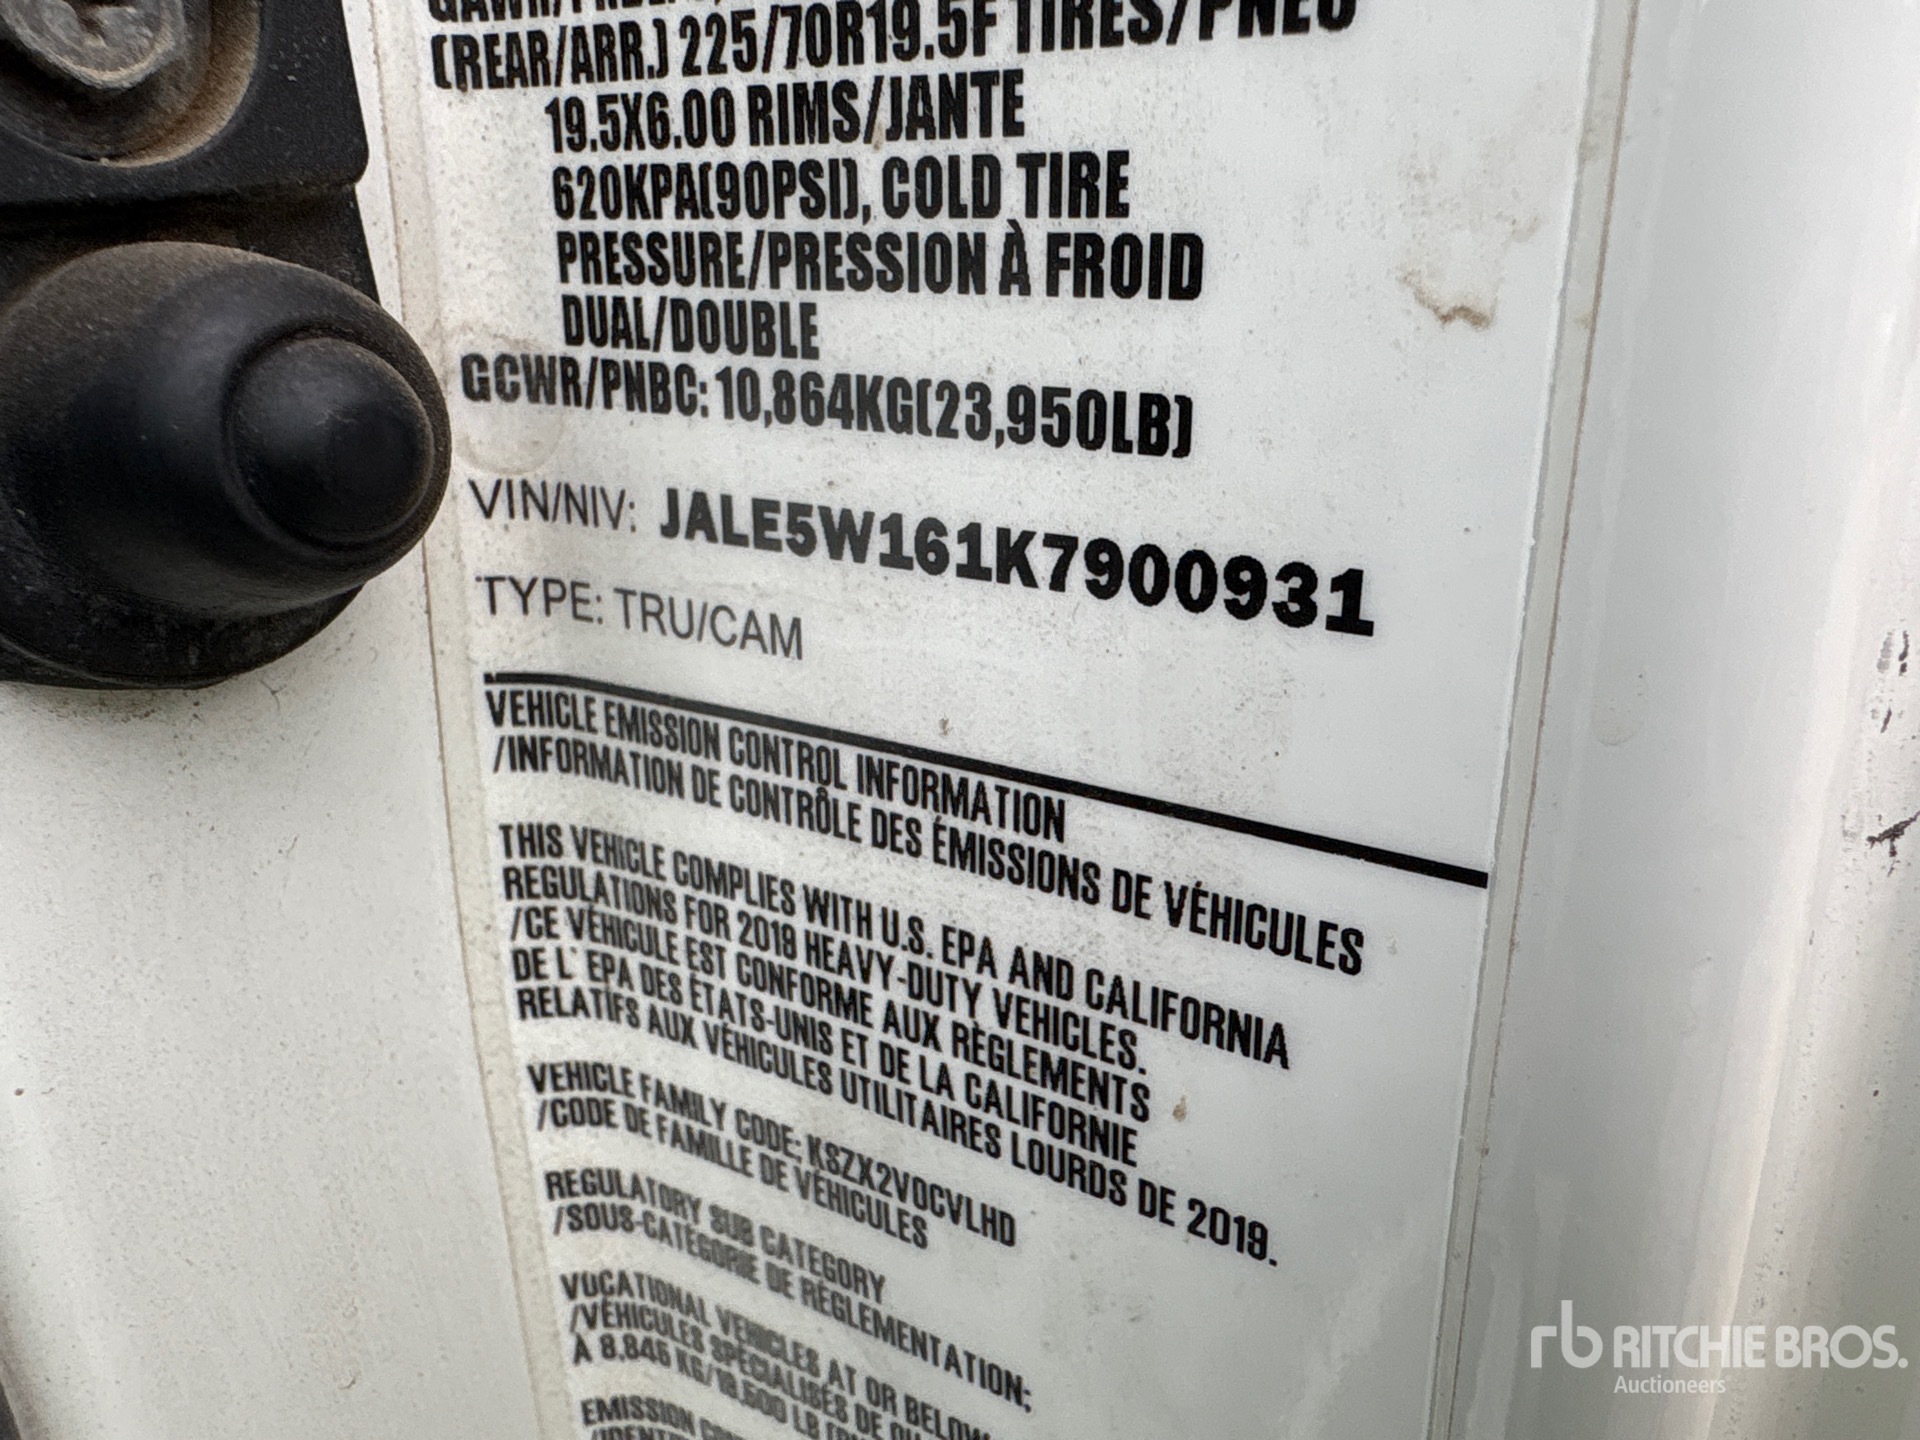 (REAR/ARR.) 225/70R19.5F TIRES/PNEU
19.5X6.00 RIMS/JANTE
620KPA(90PSI), COLD TIRE
PRESSURE/PRESSION À FROID
DUAL/DOUBLE
GCWR/PNBC: 10,864KG(23,950LB)
VIN/NIV: JALE5W161K7900931
TYPE: TRU/CAM
VEHICLE EMISSION CONTROL INFORMATION
/INFORMATION DE CONTRÔLE DES ÉMISSIONS DE VÉHICULES
THIS VEHICLE COMPLIES WITH U.S. EPA AND CALIFORNIA
REGULATIONS FOR 2019 HEAVY-DUTY VEHICLES.
/CE VÉHICULE EST CONFORME AUX RÈGLEMENTS
DE L'EPA DES ÉTATS-UNIS ET DE LA CALIFORNIE
RELATIFS AUX VÉHICULES UTILITAIRES LOURDS DE 2019.
VEHICLE FAMILY CODE; KSZX2VOCVLHD
/CODE DE FAMILLE DE VÉHICULES
REGULATORY SUB CATEGORY
/SOUS-CATÉGORIE DE RÈGLEMENTATION;
VOCATIONAL VEHICLES AT OR BELOW
/VÉHICULES SPÉCIALISÉS DE
À 8,845 KG/19,500 LB
EMISSION
rb RITCHIE BROS.
Auctioneers